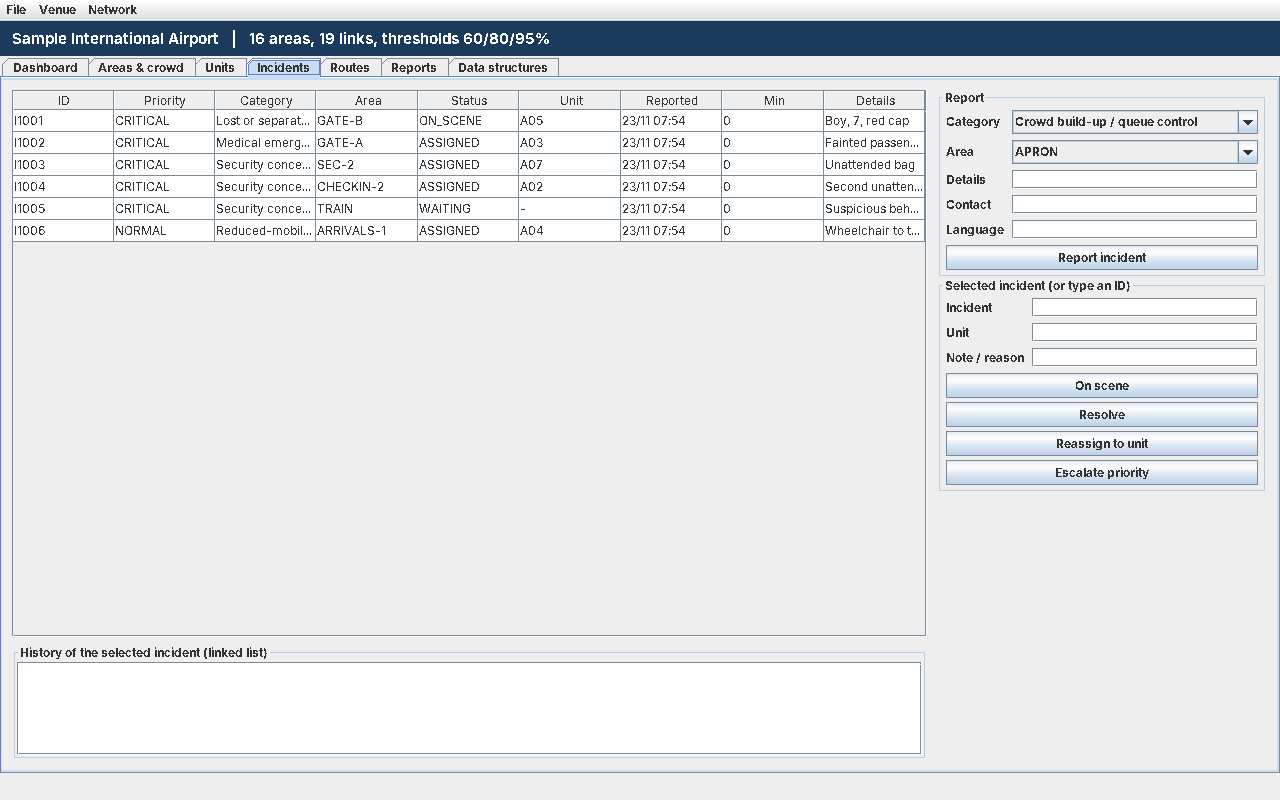 File Venue Network
Sample International Airport | 16 areas, 19 links, thresholds 60/80/95%
Dashboard Areas & crowd Units Incidents Routes Reports Data structures
ID Priority Category Area Status Unit Reported Min Details
I1001 CRITICAL Lost or separat... GATE-B ON_SCENE A05 23/11 07:54 0 Boy, 7, red cap
I1002 CRITICAL Medical emerg... GATE-A ASSIGNED A03 23/11 07:54 0 Fainted passen...
I1003 CRITICAL Security conce... SEC-2 ASSIGNED A07 23/11 07:54 0 Unattended bag
I1004 CRITICAL Security conce... CHECKIN-2 ASSIGNED A02 23/11 07:54 0 Second unatten...
I1005 CRITICAL Security conce... TRAIN WAITING - 23/11 07:54 0 Suspicious beh...
I1006 NORMAL Reduced-mobil... ARRIVALS-1 ASSIGNED A04 23/11 07:54 0 Wheelchair to t...
History of the selected incident (linked list)
Report
Category Crowd build-up / queue control
Area APRON
Details
Contact
Language
Report incident
Selected incident (or type an ID)
Incident
Unit
Note / reason
On scene
Resolve
Reassign to unit
Escalate priority